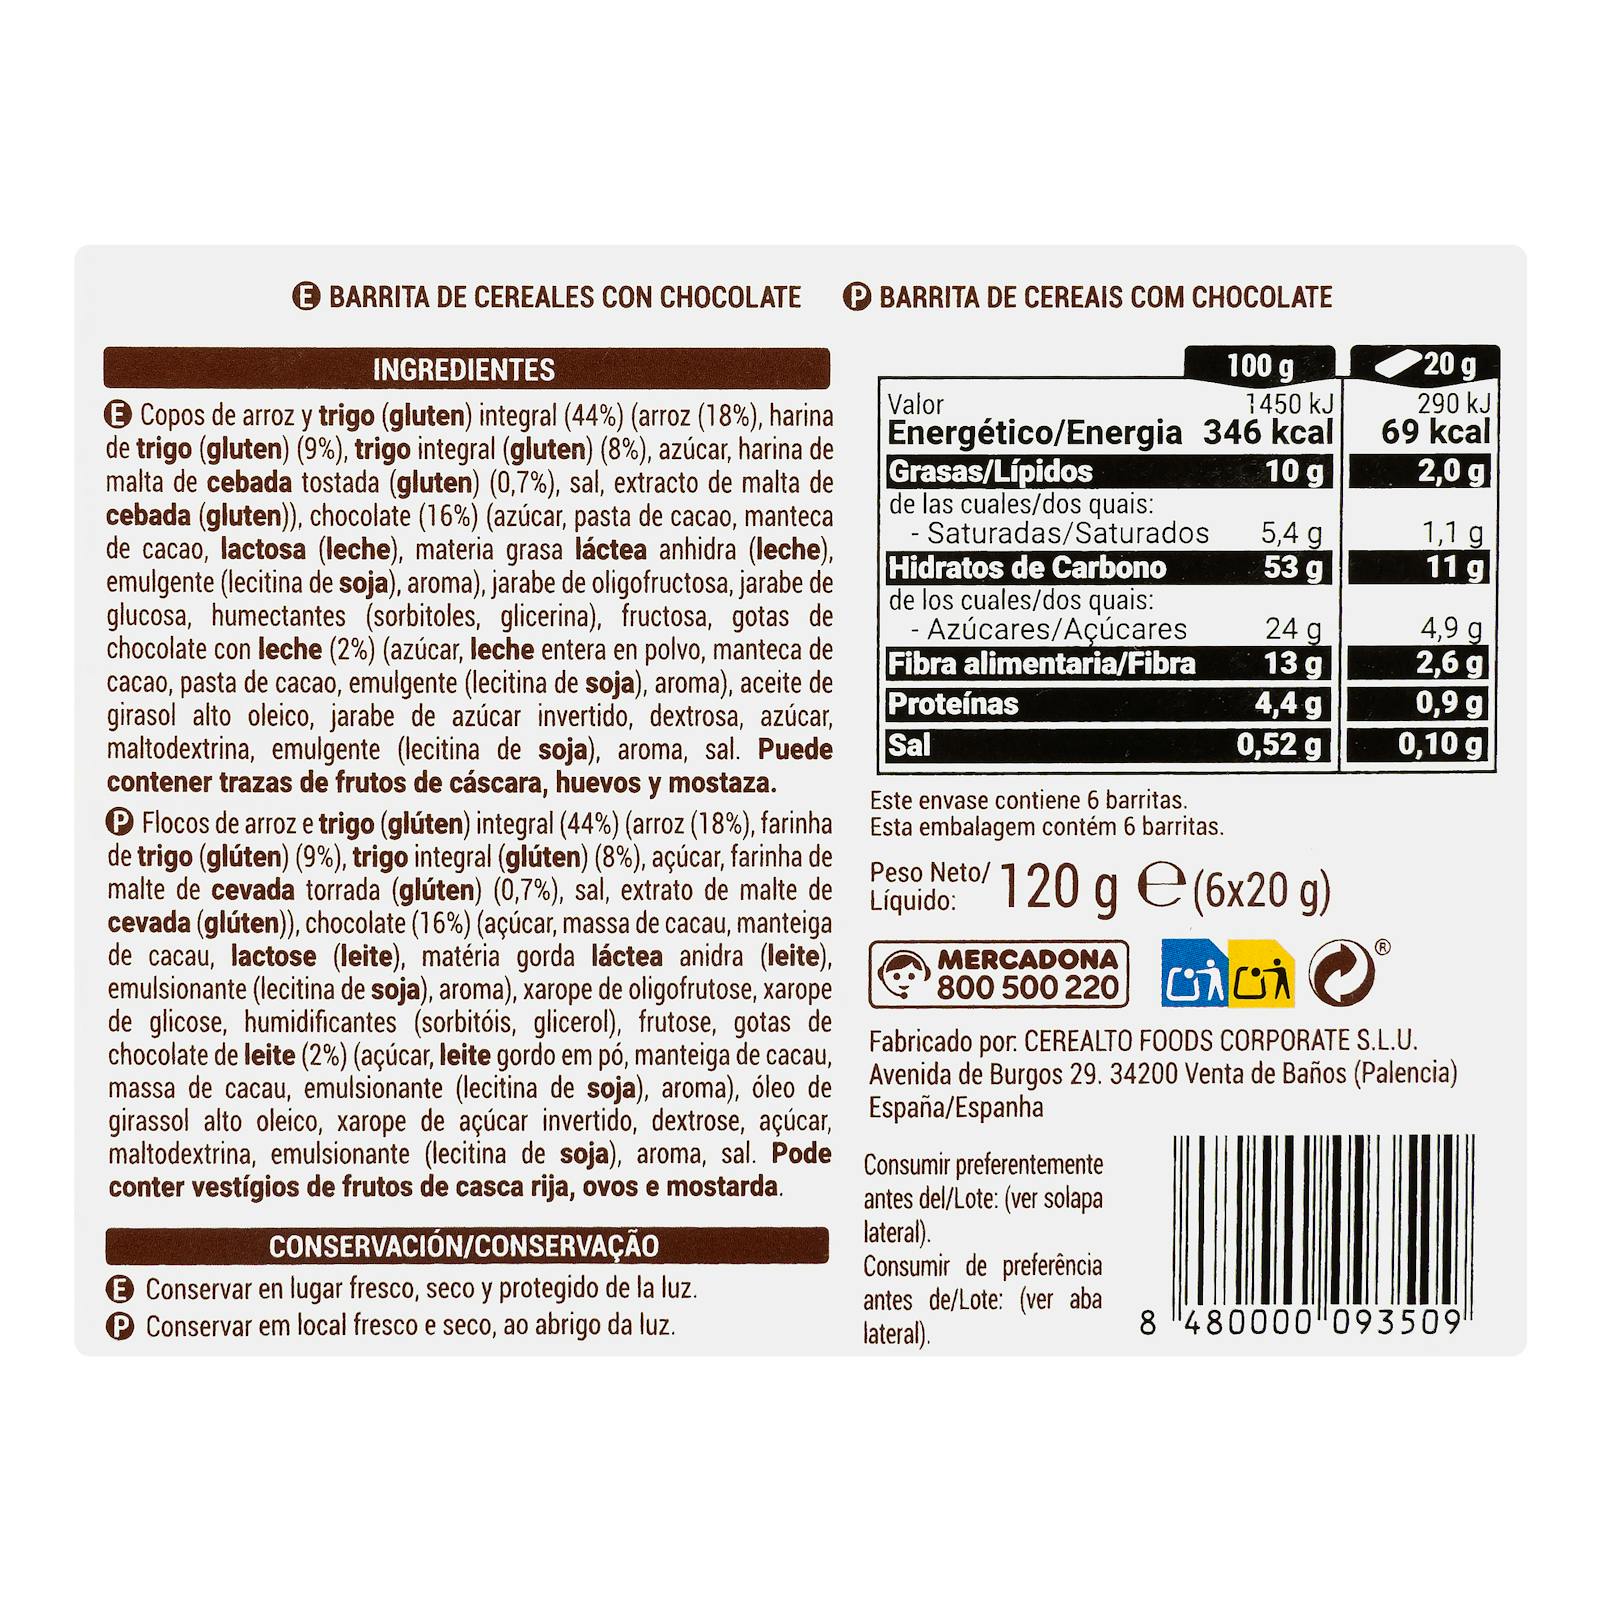 E BARRITA DE CEREALES CON CHOCOLATE
P BARRITA DE CEREAIS COM CHOCOLATE
INGREDIENTES
E Copos de arroz y trigo (gluten) integral (44%) (arroz (18%), harina
de trigo (gluten) (9%), trigo integral (gluten) (8%), azúcar, harina de
malta de cebada tostada (gluten) (0,7%), sal, extracto de malta de
cebada (gluten)), chocolate (16%) (azúcar, pasta de cacao, manteca
de cacao, lactosa (leche), materia grasa láctea anhidra (leche),
emulgente (lecitina de soja), aroma), jarabe de oligofructosa, jarabe de
glucosa, humectantes (sorbitoles, glicerina), fructosa, gotas de
chocolate con leche (2%) (azúcar, leche entera en polvo, manteca de
cacao, pasta de cacao, emulgente (lecitina de soja), aroma), aceite de
girasol alto oleico, jarabe de azúcar invertido, dextrosa, azúcar,
maltodextrina, emulgente (lecitina de soja), aroma, sal. Puede
contener trazas de frutos de cáscara, huevos y mostaza.
P Flocos de arroz e trigo (glúten) integral (44%) (arroz (18%), farinha
de trigo (glúten) (9%), trigo integral (glúten) (8%), açúcar, farinha de
malte de cevada torrada (glúten) (0,7%), sal, extrato de malte de
cevada (glúten)), chocolate (16%) (açúcar, massa de cacau, manteiga
de cacau, lactose (leite), matéria gorda láctea anidra (leite),
emulsionante (lecitina de soja), aroma), xarope de oligofrutose, xarope
de glicose, humidificantes (sorbitóis, glicerol), frutose, gotas de
chocolate de leite (2%) (açúcar, leite gordo em pó, manteiga de cacau,
massa de cacau, emulsionante (lecitina de soja), aroma), óleo de
girassol alto oleico, xarope de açúcar invertido, dextrose, açúcar,
maltodextrina, emulsionante (lecitina de soja), aroma, sal. Pode
conter vestígios de frutos de casca rija, ovos e mostarda.
CONSERVACIÓN/CONSERVAÇÃO
E Conservar en lugar fresco, seco y protegido de la luz.
P Conservar em local fresco e seco, ao abrigo da luz.
100 g 20 g
Valor 1450 kJ 290 kJ
Energético/Energia 346 kcal 69 kcal
Grasas/Lípidos 10 g 2,0 g
de las cuales/dos quais:
- Saturadas/Saturados 5,4 g 1,1 g
Hidratos de Carbono 53 g 11 g
de los cuales/dos quais:
- Azúcares/Açúcares 24 g 4,9 g
Fibra alimentaria/Fibra 13 g 2,6 g
Proteínas 4,4 g 0,9 g
Sal 0,52 g 0,10 g
Este envase contiene 6 barritas.
Esta embalagem contém 6 barritas.
Peso Neto/
Líquido: 120 g ℮ (6x20 g)
MERCADONA
800 500 220
®
Fabricado por: CEREALTO FOODS CORPORATE S.L.U.
Avenida de Burgos 29. 34200 Venta de Baños (Palencia)
España/Espanha
Consumir preferentemente
antes del/Lote: (ver solapa
lateral).
Consumir de preferência
antes de/Lote: (ver aba
lateral).
8 480000 093509